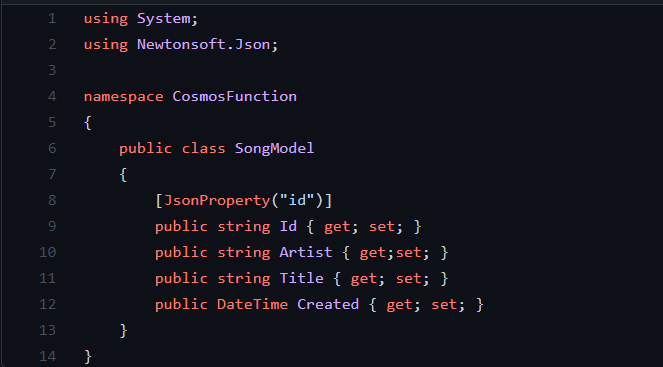 1 using System;
2 using Newtonsoft.Json;
3
4 namespace CosmosFunction
5 {
6     public class SongModel
7     {
8         [JsonProperty("id")]
9         public string Id { get; set; }
10         public string Artist { get;set; }
11         public string Title { get; set; }
12         public DateTime Created { get; set; }
13     }
14 }